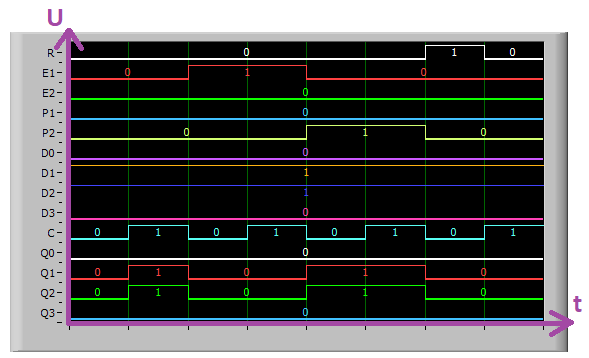 U
R 0 1 0
E1 0 1 0
E2 0
P1 0
P2 0 1 0
D0 0
D1 1
D2 1
D3 0
C 0 1 0 1 0 1 0 1
Q0 0
Q1 0 1 0 1 0
Q2 0 1 0 1 0
Q3 0
t